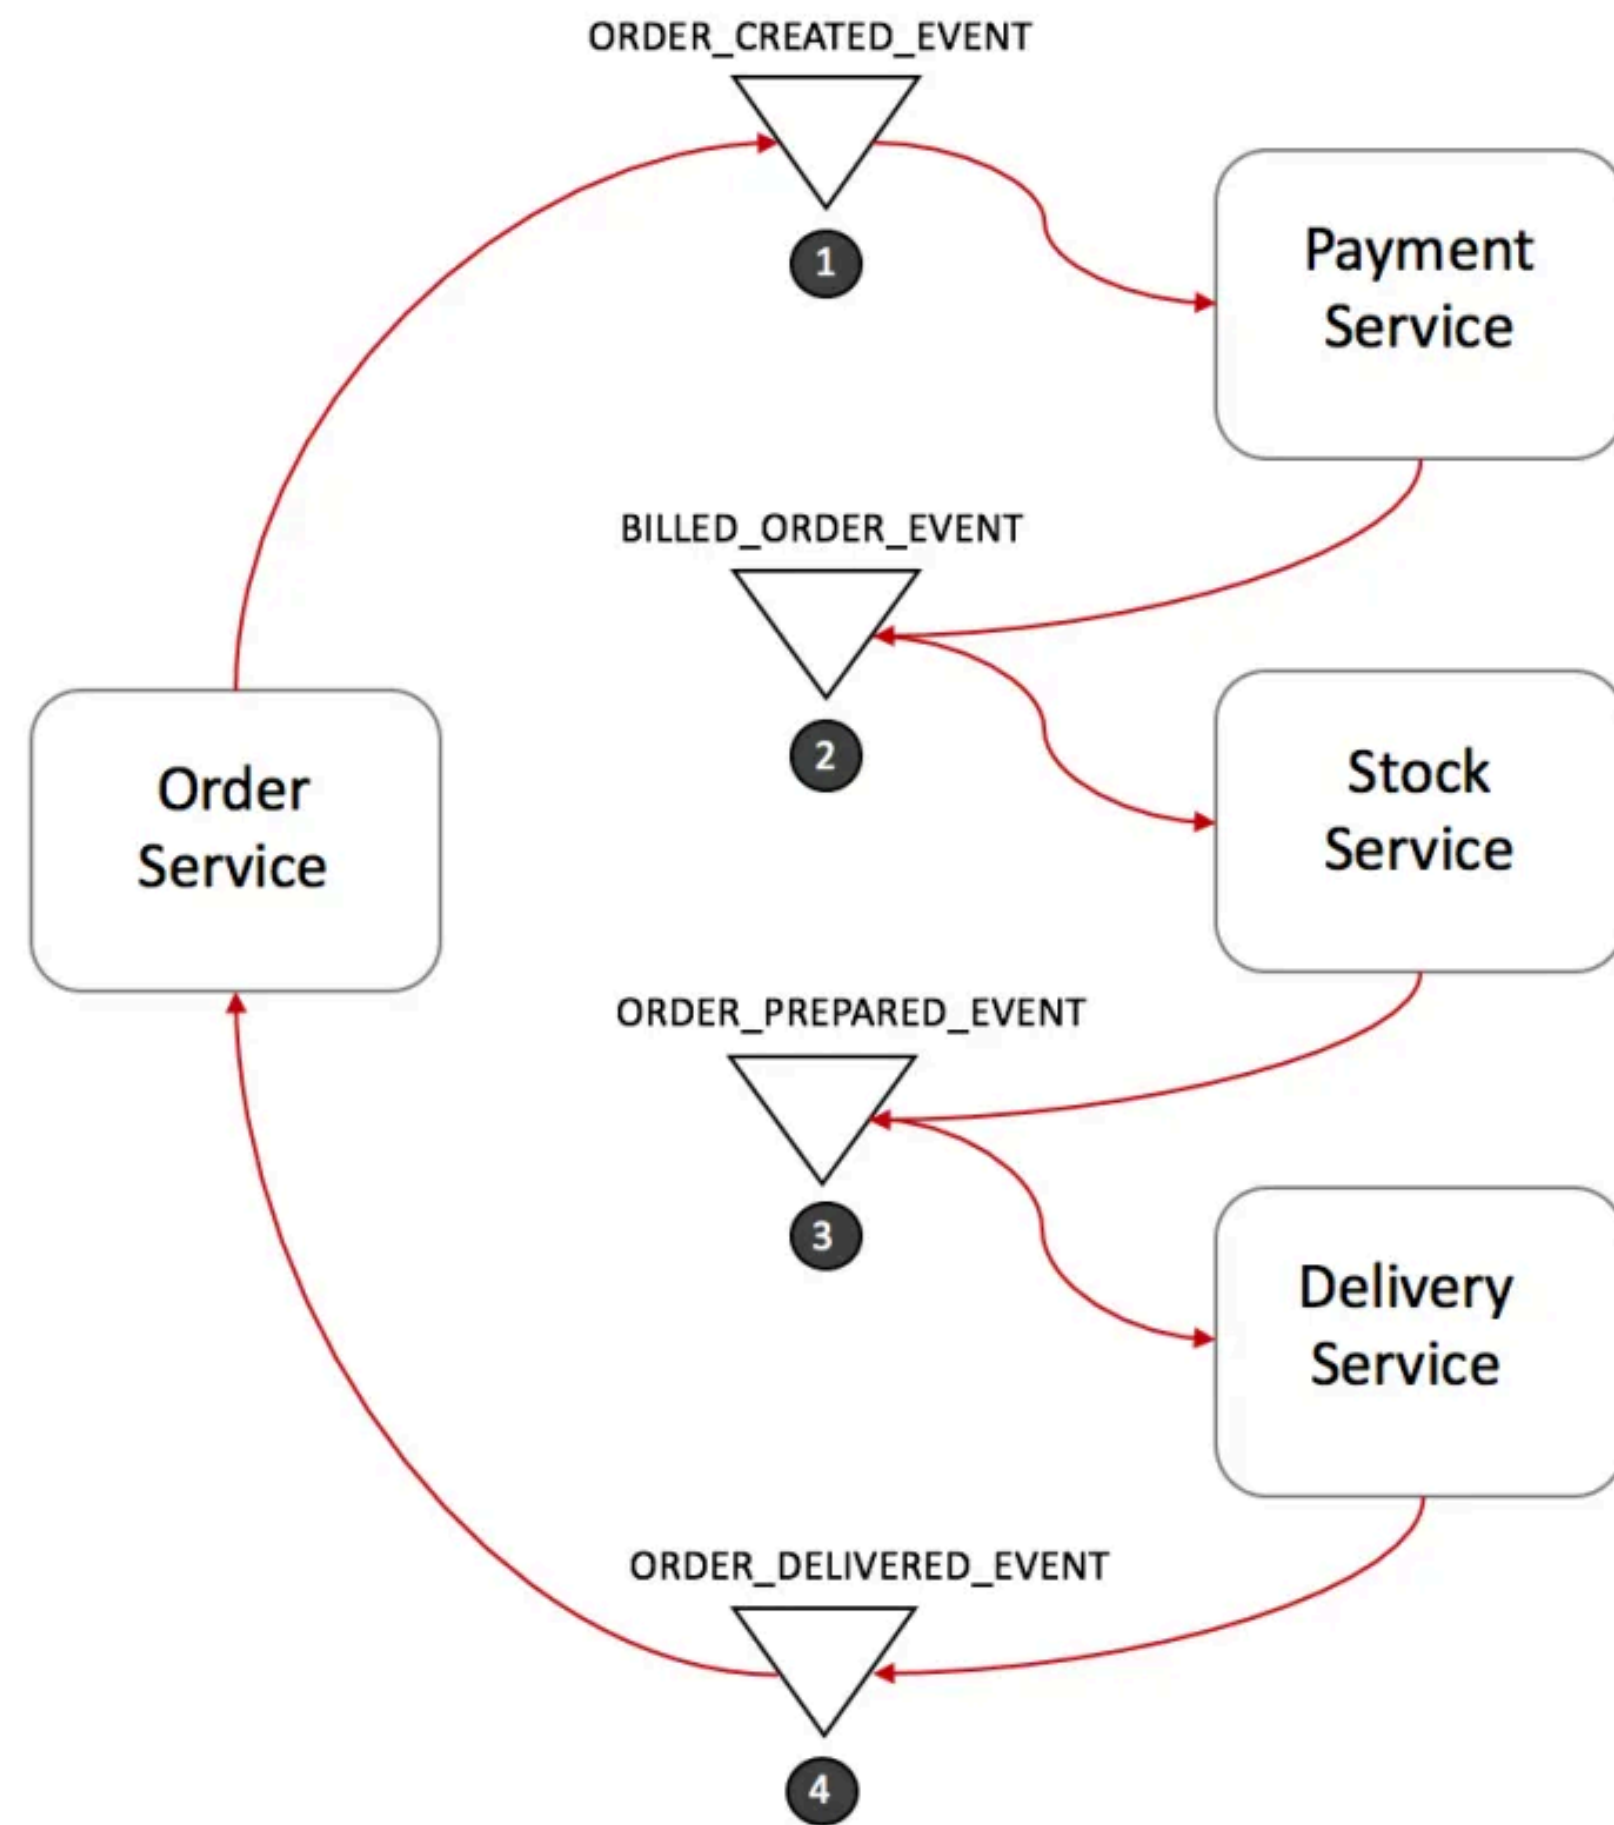 ORDER_CREATED_EVENT
1
Payment
Service
BILLED_ORDER_EVENT
2
Order
Service
Stock
Service
ORDER_PREPARED_EVENT
3
Delivery
Service
ORDER_DELIVERED_EVENT
4